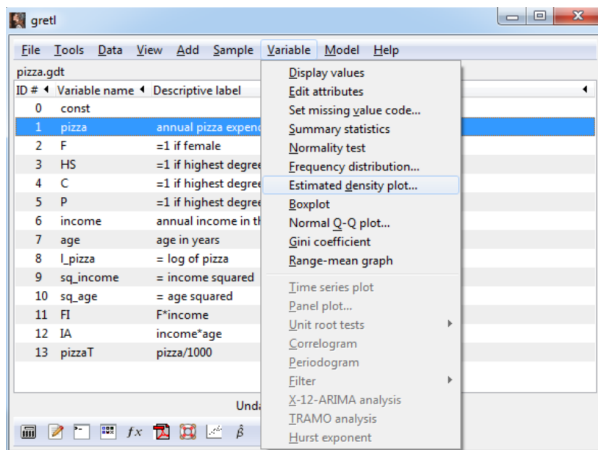 gretl
File Tools Data View Add Sample Variable Model Help
pizza.gdt
ID # Variable name Descriptive label
0 const
1 pizza annual pizza expend
2 F =1 if female
3 HS =1 if highest degree
4 C =1 if highest degree
5 P =1 if highest degree
6 income annual income in th
7 age age in years
8 l_pizza = log of pizza
9 sq_income = income squared
10 sq_age = age squared
11 FI F*income
12 IA income*age
13 pizzaT pizza/1000
Unda
fx β̂
Display values
Edit attributes
Set missing value code...
Summary statistics
Normality test
Frequency distribution...
Estimated density plot...
Boxplot
Normal Q-Q plot...
Gini coefficient
Range-mean graph
Time series plot
Panel plot...
Unit root tests
Correlogram
Periodogram
Filter
X-12-ARIMA analysis
TRAMO analysis
Hurst exponent